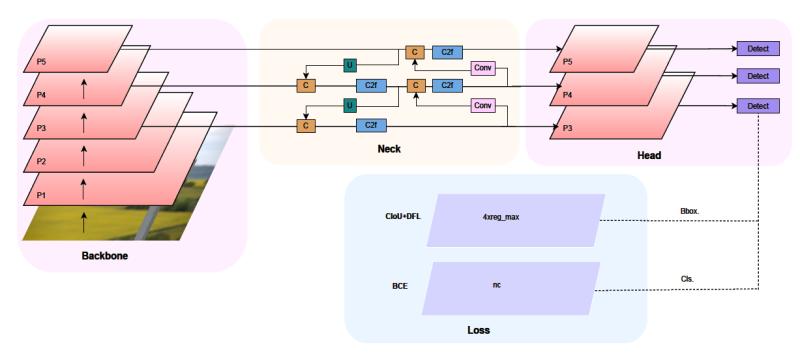 P5
P4
P3
P2
P1
Backbone
C
C2f
U
Conv
C
C2f
C
C2f
U
Conv
C
C2f
Neck
P5
P4
P3
Detect
Detect
Detect
Head
CIoU+DFL
4xreg_max
Bbox.
BCE
nc
Cls.
Loss